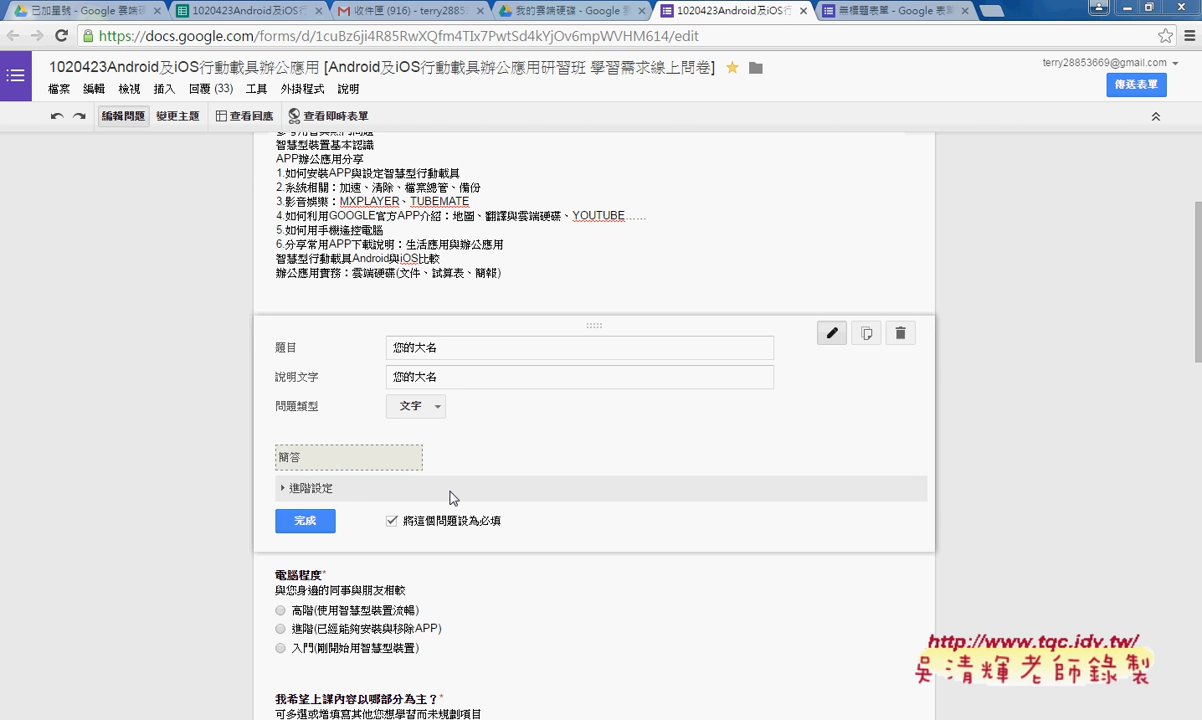 已加星號 - Google 雲端硬
1020423Android及iOS行
收件匣 (916) - terry2885
我的雲端硬碟 - Google 雲
1020423Android及iOS行
無標題表單 - Google 表單
https://docs.google.com/forms/d/1cuBz6ji4R85RwXQfm4TIx7PwtSd4kYjOv6mpWVHM614/edit
1020423Android及iOS行動載具辦公應用 [Android及iOS行動載具辦公應用研習班 學習需求線上問卷]
terry28853669@gmail.com
檔案 編輯 檢視 插入 回覆 (33) 工具 外掛程式 說明
傳送表單
編輯問題 變更主題 查看回應 查看即時表單
智慧型裝置基本認識
APP辦公應用分享
1.如何安裝APP與設定智慧型行動載具
2.系統相關：加速、清除、檔案總管、備份
3.影音娛樂：MXPLAYER、TUBEMATE
4.如何利用GOOGLE官方APP介紹：地圖、翻譯與雲端硬碟、YOUTUBE……
5.如何用手機遙控電腦
6.分享常用APP下載說明：生活應用與辦公應用
智慧型行動載具Android與iOS比較
辦公應用實務：雲端硬碟(文件、試算表、簡報)
題目 您的大名
說明文字 您的大名
問題類型 文字
簡答
進階設定
完成 將這個問題設為必填
電腦程度*
與您身邊的同事與朋友相較
高階(使用智慧型裝置流暢)
進階(已經能夠安裝與移除APP)
入門(剛開始用智慧型裝置)
我希望上課內容以哪部分為主？*
可多選或增填寫其他您想學習而未規劃項目
http://www.tqc.idv.tw/
吳清輝老師錄製